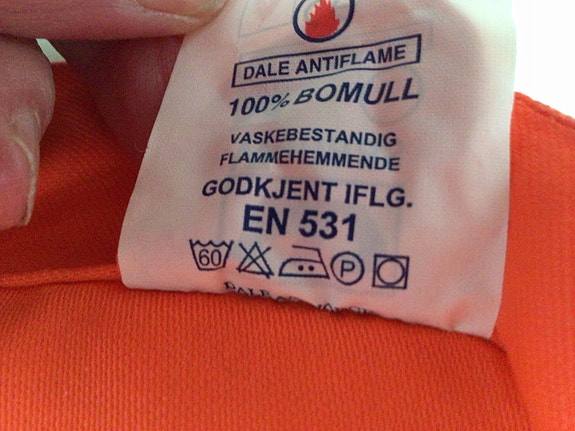 DALE ANTIFLAME
100% BOMULL
VASKEBESTANDIG
FLAMMEHEMMENDE
GODKJENT IFLG.
EN 531
60 P